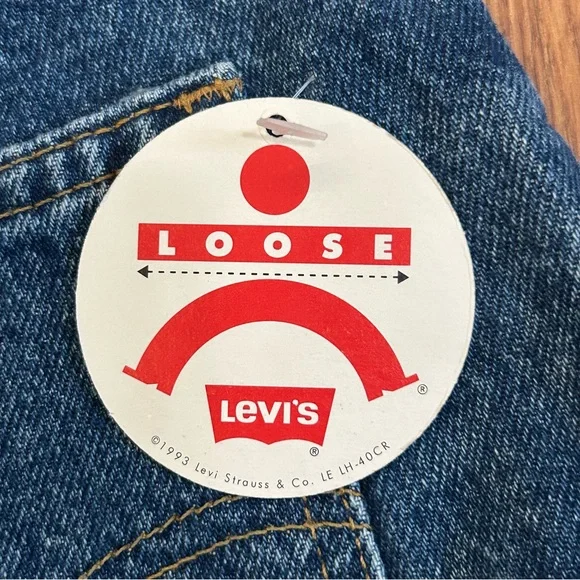 LOOSE
®
LEVI'S
®
©1993 Levi Strauss & Co. LE LH-40CR